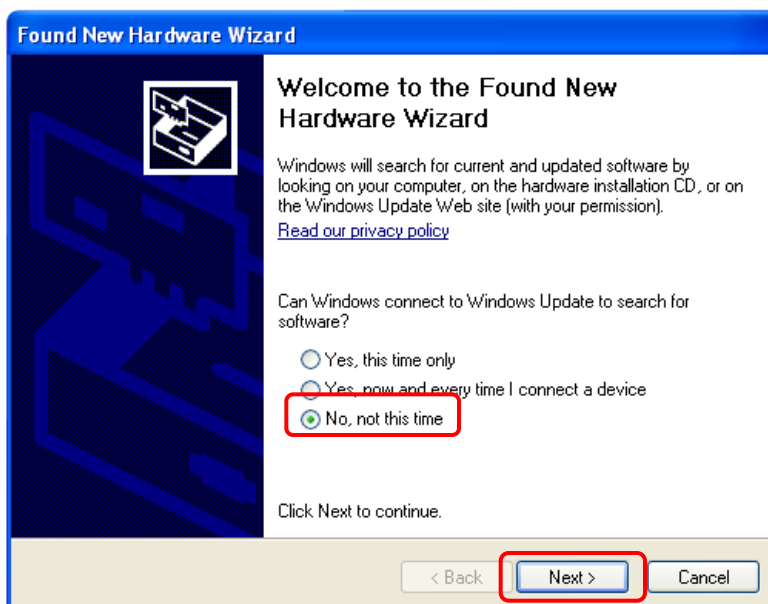 Found New Hardware Wizard
Welcome to the Found New
Hardware Wizard
Windows will search for current and updated software by
looking on your computer, on the hardware installation CD, or on
the Windows Update Web site (with your permission).
Read our privacy policy
Can Windows connect to Windows Update to search for
software?
Yes, this time only
Yes, now and every time I connect a device
No, not this time
Click Next to continue.
< Back
Next >
Cancel